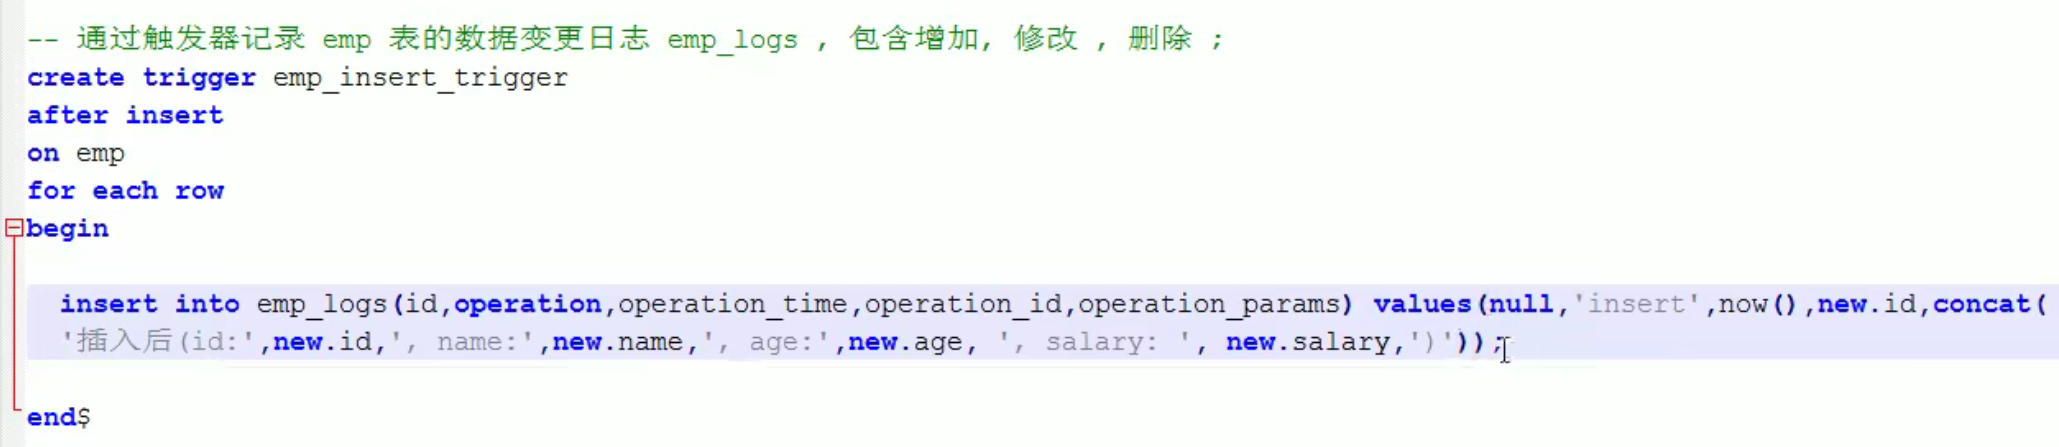 -- 通过触发器记录 emp 表的数据变更日志 emp_logs , 包含增加, 修改 , 删除 ;
create trigger emp_insert_trigger
after insert
on emp
for each row
begin
insert into emp_logs(id,operation,operation_time,operation_id,operation_params) values(null,'insert',now(),new.id,concat(
'插入后(id:',new.id,', name:',new.name,', age:',new.age, ', salary: ', new.salary,')'));
end$